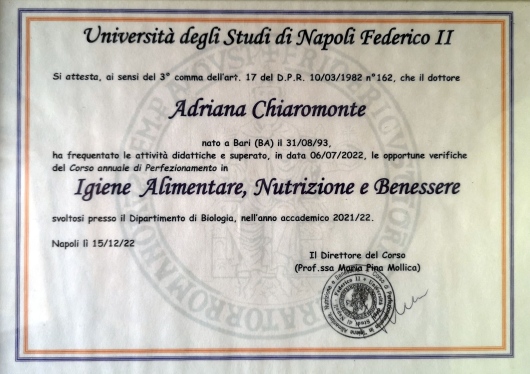 Università degli Studi di Napoli Federico II
Si attesta, ai sensi del 3° comma dell'art. 17 del D.P.R. 10/03/1982 n°162, che il dottore
Adriana Chiaromonte
nato a Bari (BA) il 31/08/93,
ha frequentato le attività didattiche e superato, in data 06/07/2022, le opportune verifiche
del Corso annuale di Perfezionamento in
Igiene Alimentare, Nutrizione e Benessere
svoltosi presso il Dipartimento di Biologia, nell'anno accademico 2021/22.
Napoli lì 15/12/22
Il Direttore del Corso
(Prof.ssa Maria Pina Mollica)